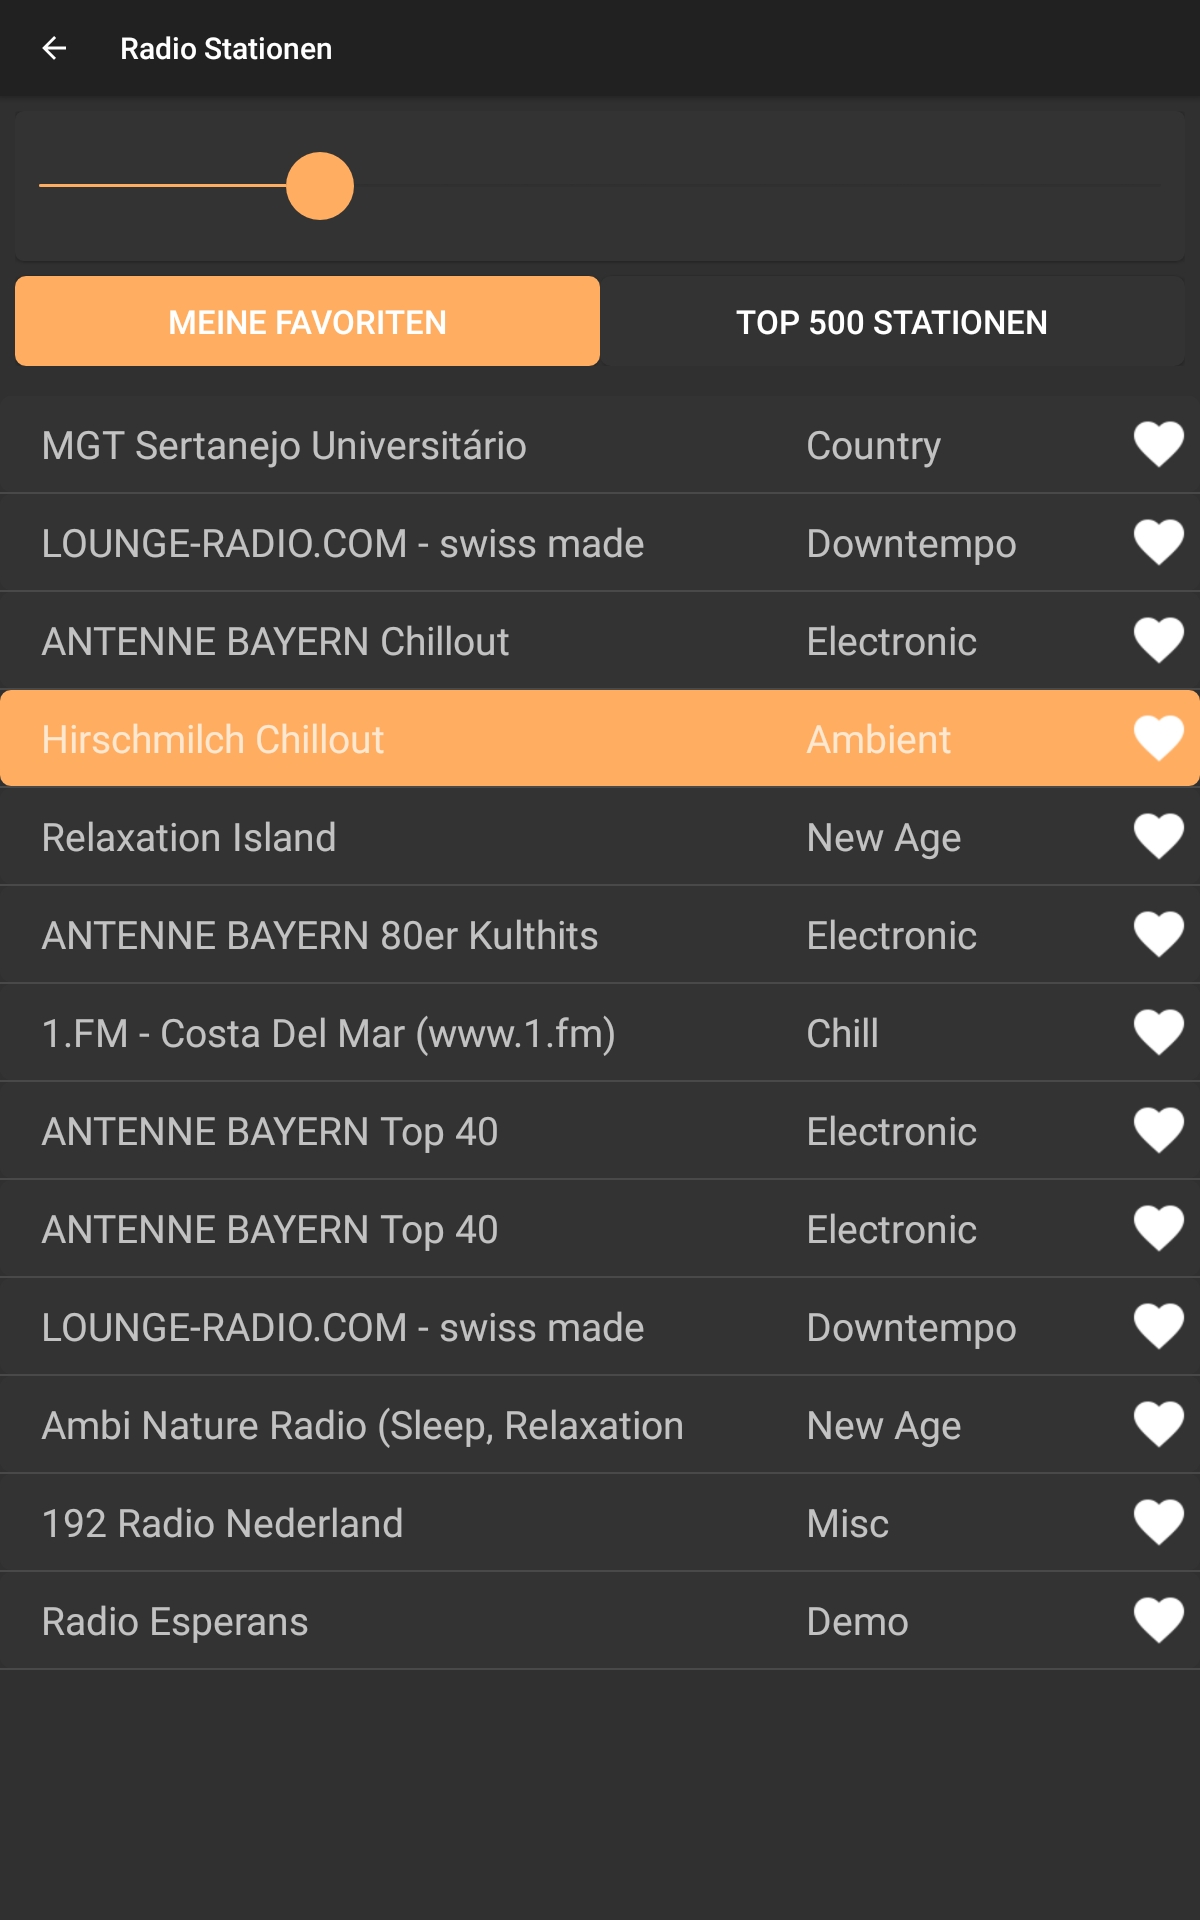 Radio Stationen
MEINE FAVORITEN TOP 500 STATIONEN
MGT Sertanejo Universitário Country
LOUNGE-RADIO.COM - swiss made Downtempo
ANTENNE BAYERN Chillout Electronic
Hirschmilch Chillout Ambient
Relaxation Island New Age
ANTENNE BAYERN 80er Kulthits Electronic
1.FM - Costa Del Mar (www.1.fm) Chill
ANTENNE BAYERN Top 40 Electronic
ANTENNE BAYERN Top 40 Electronic
LOUNGE-RADIO.COM - swiss made Downtempo
Ambi Nature Radio (Sleep, Relaxation New Age
192 Radio Nederland Misc
Radio Esperans Demo